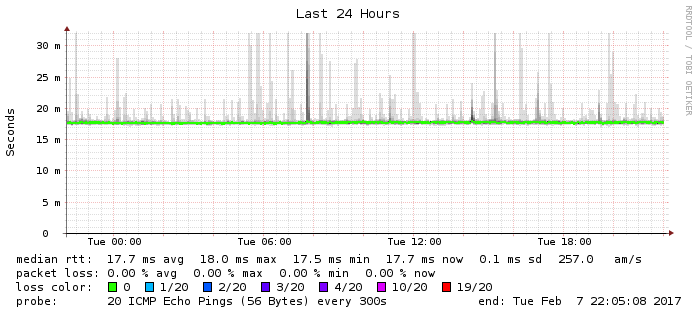 Last 24 Hours
RRDTOOL / TOBI OETIKER
Seconds
30 m
25 m
20 m
15 m
10 m
5 m
0
Tue 00:00 Tue 06:00 Tue 12:00 Tue 18:00
median rtt: 17.7 ms avg 18.0 ms max 17.5 ms min 17.7 ms now 0.1 ms sd 257.0 am/s
packet loss: 0.00 % avg 0.00 % max 0.00 % min 0.00 % now
loss color: 0 1/20 2/20 3/20 4/20 10/20 19/20
probe: 20 ICMP Echo Pings (56 Bytes) every 300s end: Tue Feb 7 22:05:08 2017